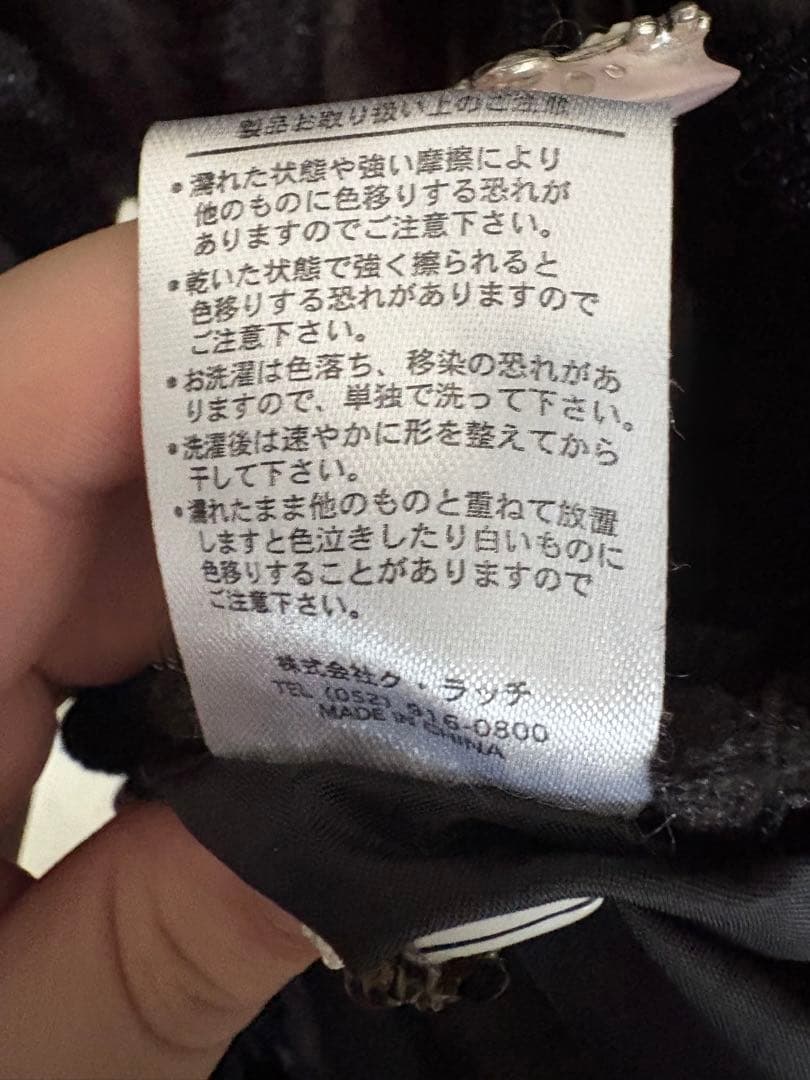 製品お取り扱い上のご注意
•濡れた状態や強い摩擦により
他のものに色移りする恐れが
ありますのでご注意下さい。
•乾いた状態で強く擦られると
色移りする恐れがありますので
ご注意下さい。
•お洗濯は色落ち、移染の恐れがあ
りますので、単独で洗って下さい。
•洗濯後は速やかに形を整えてから
干して下さい。
•濡れたまま他のものと重ねて放置
しますと色泣きしたり白いものに
色移りすることがありますので
ご注意下さい。
株式会社ク・ラッチ
TEL (052) 916-0800
MADE IN CHINA